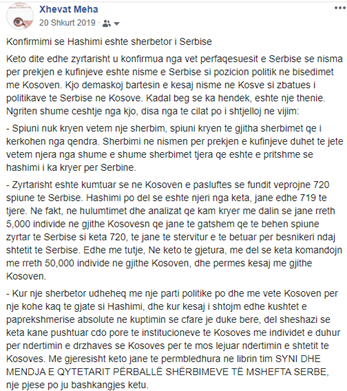 Xhevat Meha
20 Shkurt 2019 ·
Konfirmimi se Hashimi eshte sherbetor i Serbise
Keto dite edhe zyrtarisht u konfirmua nga vet perfaqesuesit e Serbise se nisma
per prekjen e kufinjeve eshte nisme e Serbise si pozicion politik ne bisedimet
me Kosoven. Kjo demaskoj bartesin e kesaj nisme ne Kosve si zbatues i
politikave te Serbise ne Kosove. Kadal beg se ka hendek, eshte nje thenie.
Ngriten shume ceshtje nga kjo, disa nga te cilat po i shtjelloj ne vijim:
- Spiuni nuk kryen vetem nje sherbim, spiuni kryen te gjitha sherbimet qe i
kerkohen nga qendra. Sherbimi ne nismen per prekjen e kufinjeve duhet te jete
vetem njera nga shume e shume sherbimet tjera qe eshte e pritshme se
hashimi i ka kryer per Serbine.
- Zyrtarisht eshte kumtuar se ne Kosoven e pasluftes se fundit veprojne 720
spiune te Serbise. Hashimi po del se eshte njeri nga keta, jane edhe 719 te
tjere. Ne fakt, ne hulumtimet dhe analizat qe kam kryer me dalin se jane rreth
5,000 individe ne gjithe Kosovesn qe jane te gatshem qe te behen spiune
zyrtar te Serbise si keta 720, te jane te stervitur e te betuar per besnikeri ndaj
shtetit te Serbise. Edhe me tutje, Ne keto te gjetura, me del se keta komandojn
me rreth 50,000 individe ne gjithe Kosoven, dhe permes kesaj me gjithe
Kosoven.
- Kur nje sherbetor udheheq me nje parti politike po dhe me vete Kosoven per
nje kohe kaq te gjate si Hashimi, dhe kur kesaj i shtojm edhe kushtet e
paprekshmerise absolute ne kuptimin se cfare je duke bere, del sheshazi se
keta kane pushtuar cdo pore te institucioneve te Kosoves me individet e duhur
per ndertimin e drzhaves se Kosoves per te mos lejuar ndertimin e shtetit te
Kosoves. Me gjeresisht keto jane te permbledhura ne librin tim SYNI DHE
MENDJA E QYTETARIT PËRBALLË SHËRBIMEVE TË MSHEFTA SERBE,
nje pjese po ju bashkangjes ketu.